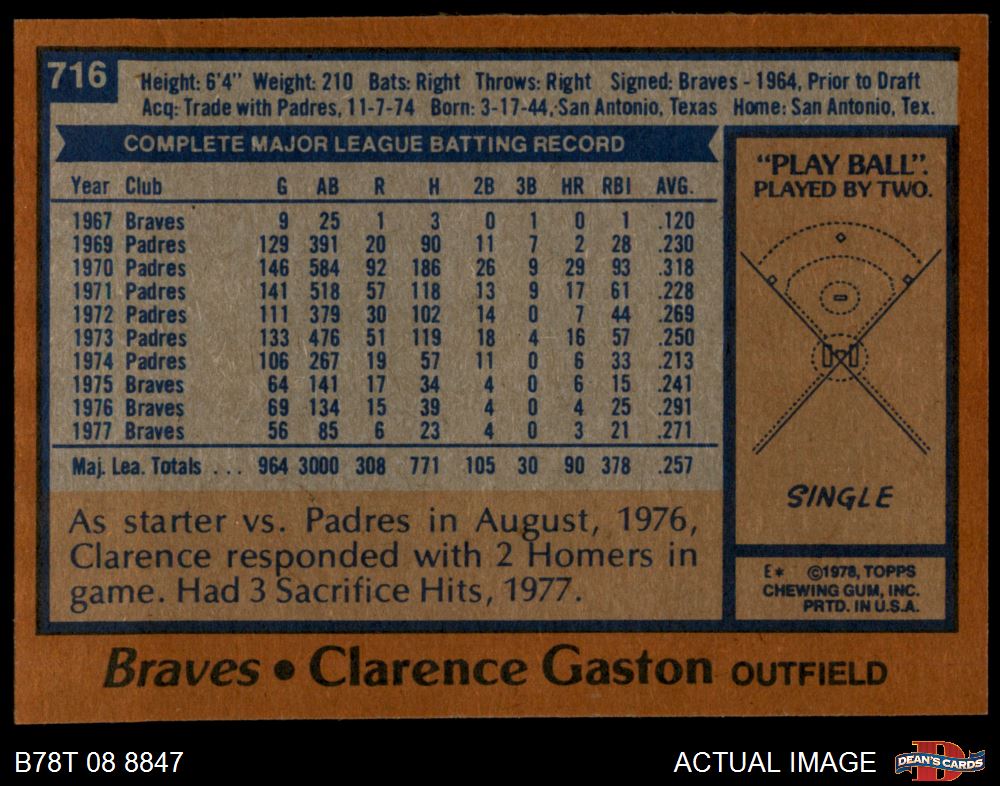 716
Height: 6'4" Weight: 210 Bats: Right Throws: Right Signed: Braves - 1964, Prior to Draft
Acq: Trade with Padres, 11-7-74 Born: 3-17-44, San Antonio, Texas Home: San Antonio, Tex.
COMPLETE MAJOR LEAGUE BATTING RECORD
Year Club G AB R H 2B 3B HR RBI AVG.
1967 Braves 9 25 1 3 0 1 0 1 .120
1969 Padres 129 391 20 90 11 7 2 28 .230
1970 Padres 146 584 92 186 26 9 29 93 .318
1971 Padres 141 518 57 118 13 9 17 61 .228
1972 Padres 111 379 30 102 14 0 7 44 .269
1973 Padres 133 476 51 119 18 4 16 57 .250
1974 Padres 106 267 19 57 11 0 6 33 .213
1975 Braves 64 141 17 34 4 0 6 15 .241
1976 Braves 69 134 15 39 4 0 4 25 .291
1977 Braves 56 85 6 23 4 0 3 21 .271
Maj. Lea. Totals ... 964 3000 308 771 105 30 90 378 .257
As starter vs. Padres in August, 1976,
Clarence responded with 2 Homers in
game. Had 3 Sacrifice Hits, 1977.
"PLAY BALL".
PLAYED BY TWO.
SINGLE
E* ©1978, TOPPS
CHEWING GUM, INC.
PRTD. IN U.S.A.
Braves • Clarence Gaston OUTFIELD
B78T 08 8847
ACTUAL IMAGE
D
DEAN'S CARDS